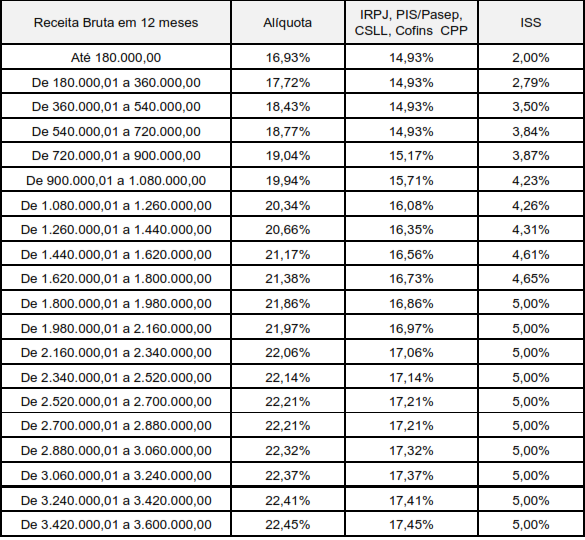 Receita Bruta em 12 meses Alíquota IRPJ, PIS/Pasep, CSLL, Cofins CPP ISS
Até 180.000,00 16,93% 14,93% 2,00%
De 180.000,01 a 360.000,00 17,72% 14,93% 2,79%
De 360.000,01 a 540.000,00 18,43% 14,93% 3,50%
De 540.000,01 a 720.000,00 18,77% 14,93% 3,84%
De 720.000,01 a 900.000,00 19,04% 15,17% 3,87%
De 900.000,01 a 1.080.000,00 19,94% 15,71% 4,23%
De 1.080.000,01 a 1.260.000,00 20,34% 16,08% 4,26%
De 1.260.000,01 a 1.440.000,00 20,66% 16,35% 4,31%
De 1.440.000,01 a 1.620.000,00 21,17% 16,56% 4,61%
De 1.620.000,01 a 1.800.000,00 21,38% 16,73% 4,65%
De 1.800.000,01 a 1.980.000,00 21,86% 16,86% 5,00%
De 1.980.000,01 a 2.160.000,00 21,97% 16,97% 5,00%
De 2.160.000,01 a 2.340.000,00 22,06% 17,06% 5,00%
De 2.340.000,01 a 2.520.000,00 22,14% 17,14% 5,00%
De 2.520.000,01 a 2.700.000,00 22,21% 17,21% 5,00%
De 2.700.000,01 a 2.880.000,00 22,21% 17,21% 5,00%
De 2.880.000,01 a 3.060.000,00 22,32% 17,32% 5,00%
De 3.060.000,01 a 3.240.000,00 22,37% 17,37% 5,00%
De 3.240.000,01 a 3.420.000,00 22,41% 17,41% 5,00%
De 3.420.000,01 a 3.600.000,00 22,45% 17,45% 5,00%